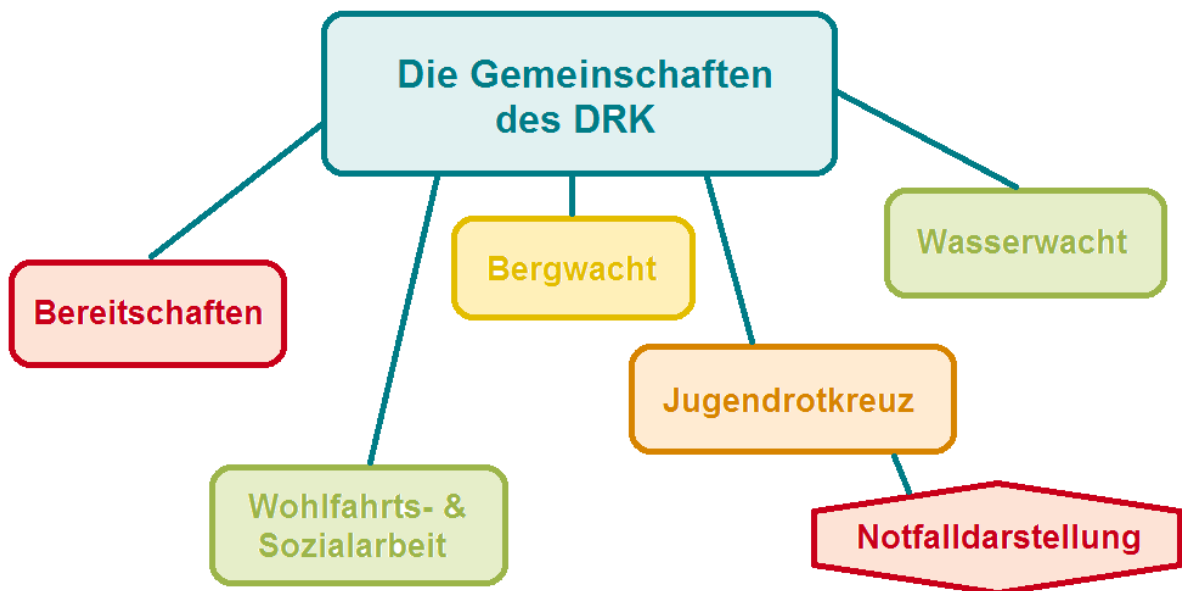 Die Gemeinschaften
des DRK
Wasserwacht
Bergwacht
Bereitschaften
Jugendrotkreuz
Wohlfahrts- &
Sozialarbeit
Notfalldarstellung